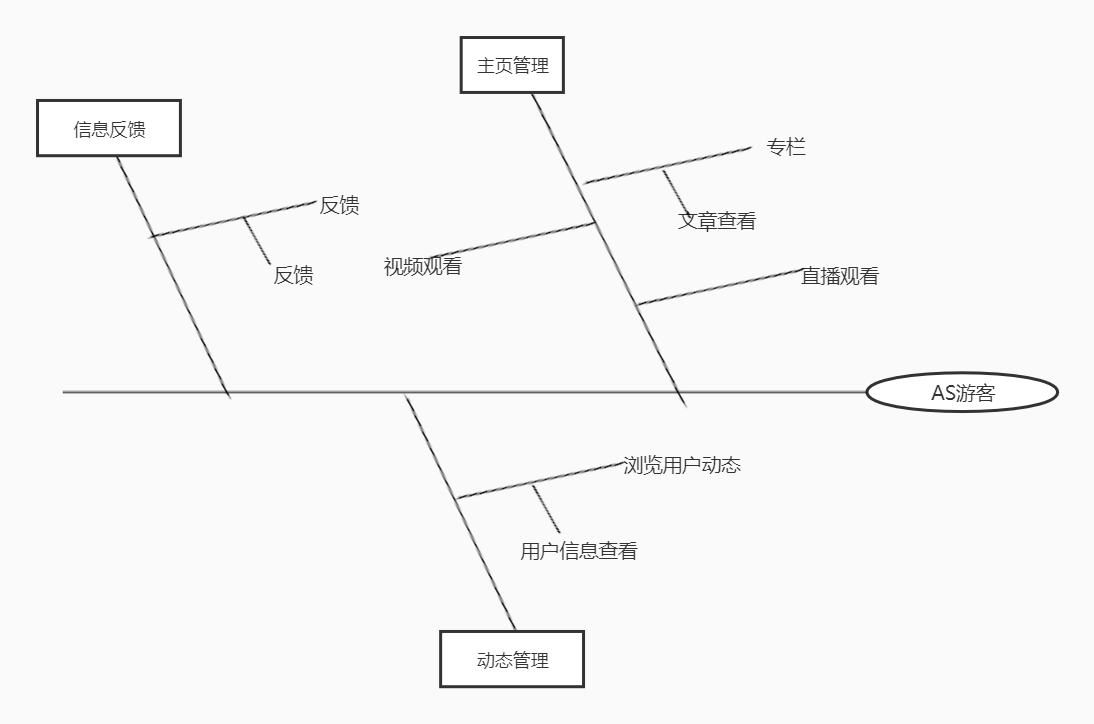 主页管理
信息反馈
专栏
反馈
文章查看
视频观看
反馈
直播观看
AS游客
浏览用户动态
用户信息查看
动态管理